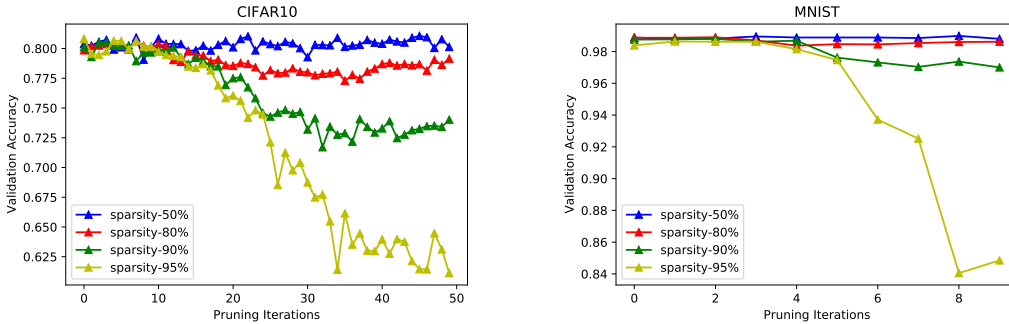 CIFAR10
Validation Accuracy
0.800
0.775
0.750
0.725
0.700
0.675
0.650
0.625
sparsity-50%
sparsity-80%
sparsity-90%
sparsity-95%
0 10 20 30 40 50
Pruning Iterations
MNIST
Validation Accuracy
0.98
0.96
0.94
0.92
0.90
0.88
0.86
0.84
sparsity-50%
sparsity-80%
sparsity-90%
sparsity-95%
0 2 4 6 8
Pruning Iterations